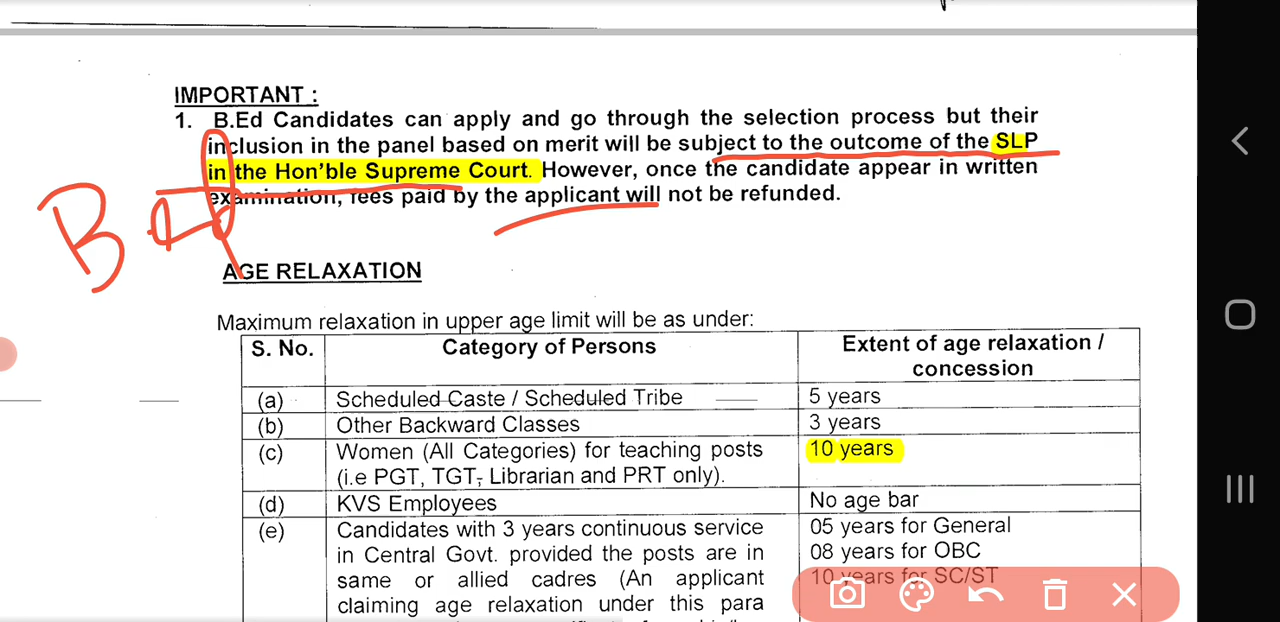 IMPORTANT :
1. B.Ed Candidates can apply and go through the selection process but their
inclusion in the panel based on merit will be subject to the outcome of the SLP
in the Hon'ble Supreme Court. However, once the candidate appear in written
examination, fees paid by the applicant will not be refunded.
AGE RELAXATION
Maximum relaxation in upper age limit will be as under:
S. No. Category of Persons Extent of age relaxation /
concession
(a) Scheduled Caste / Scheduled Tribe 5 years
(b) Other Backward Classes 3 years
(c) Women (All Categories) for teaching posts 10 years
(i.e PGT, TGT, Librarian and PRT only).
(d) KVS Employees No age bar
(e) Candidates with 3 years continuous service 05 years for General
in Central Govt. provided the posts are in 08 years for OBC
same or allied cadres (An applicant 10 years for SC/ST
claiming age relaxation under this para